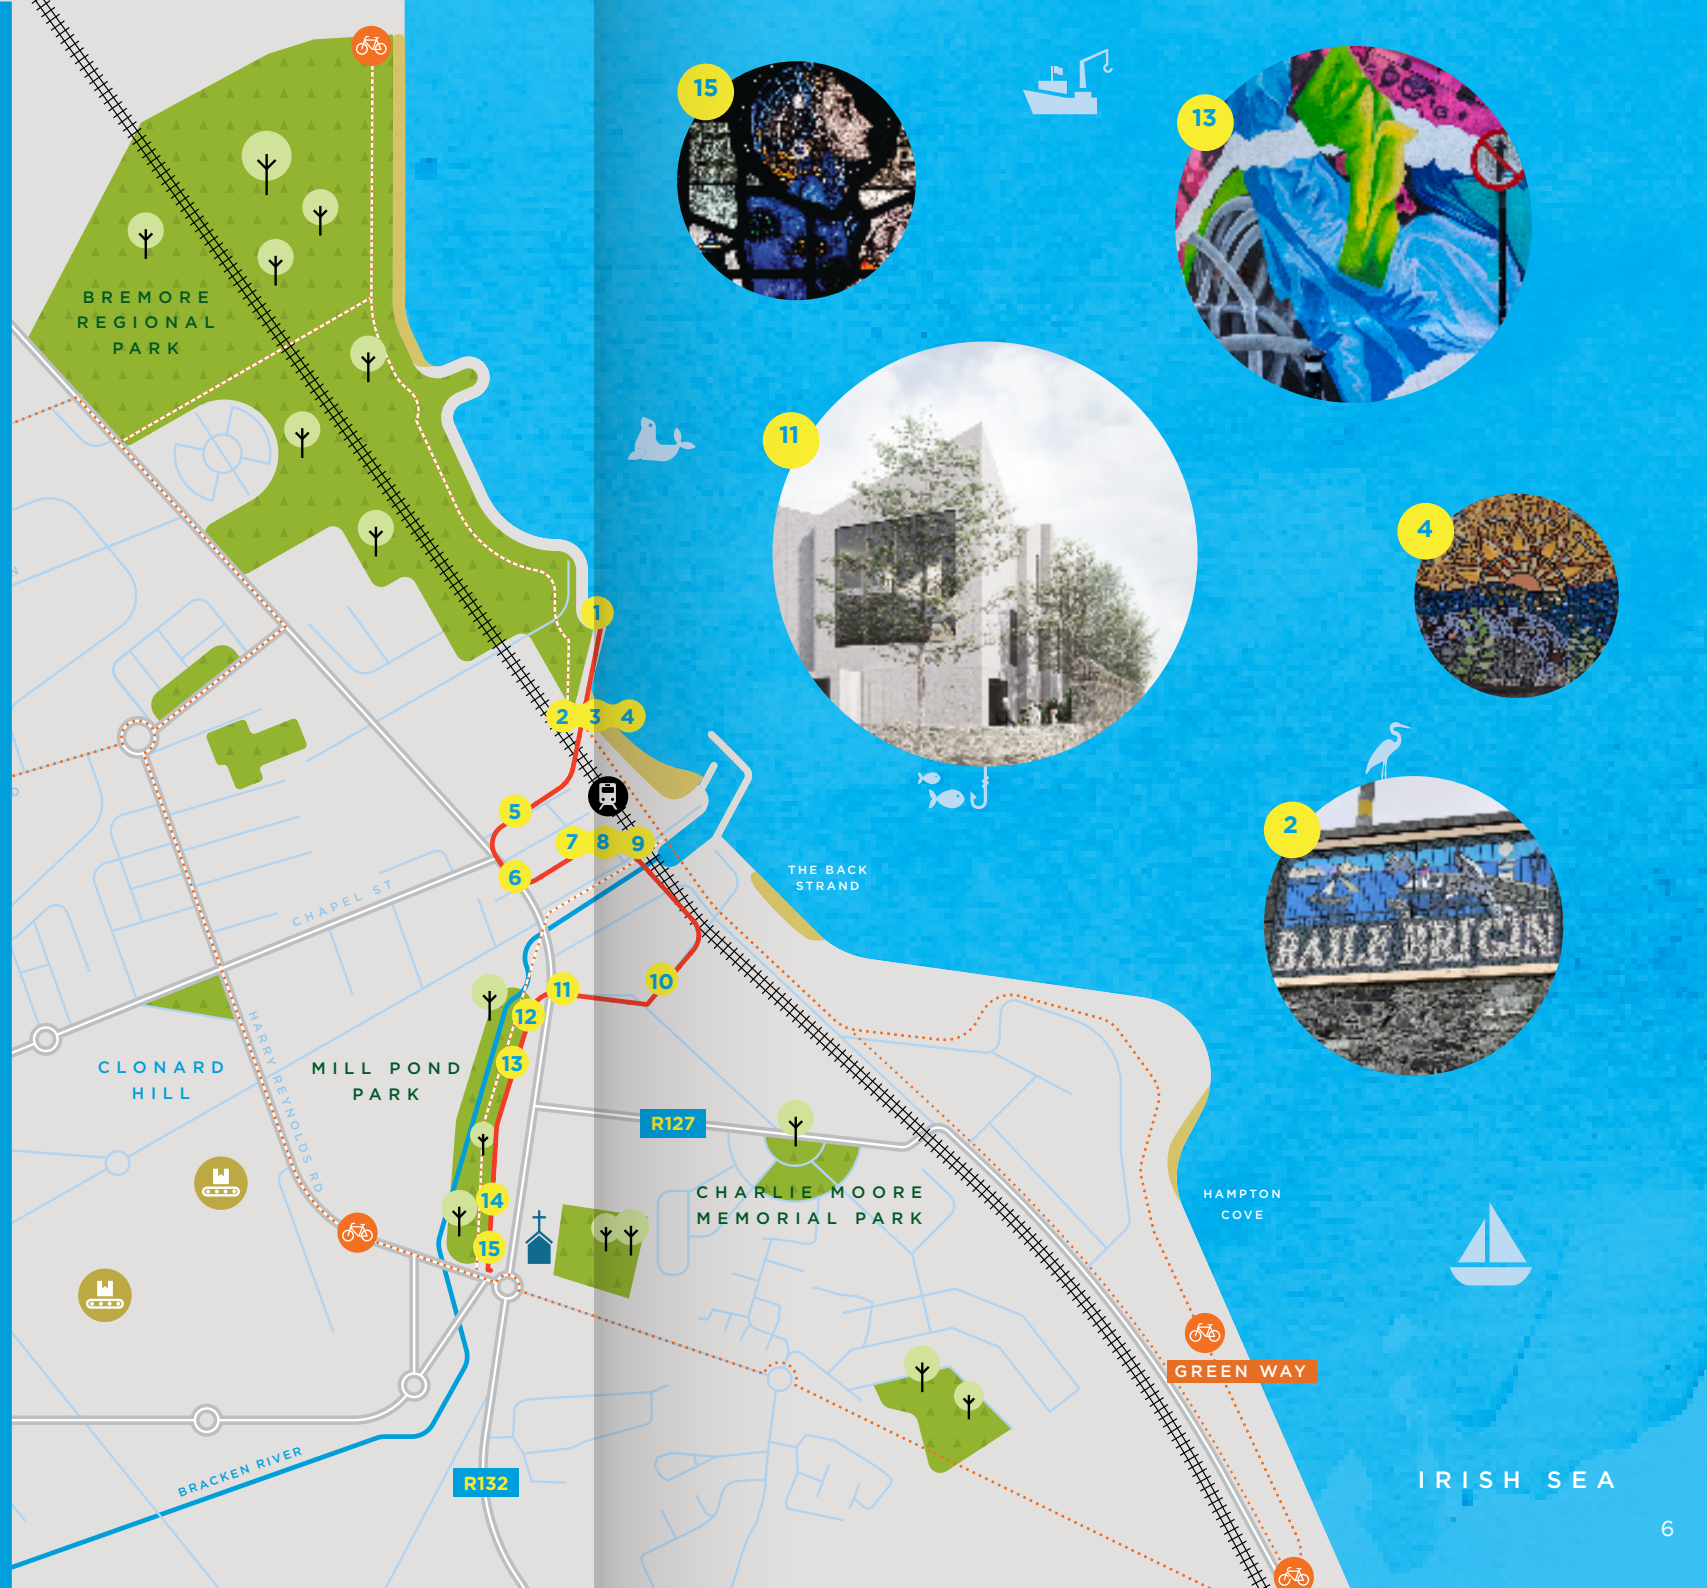 15
13
BREMORE
REGIONAL
PARK
11
4
1
2 3 4
5
7 8 9
6
2
BAILE BRIGÍN
THE BACK
STRAND
CHAPEL ST
10
11
12
13
HARRY REYNOLDS RD
CLONARD
HILL
MILL POND
PARK
R127
CHARLIE MOORE
MEMORIAL PARK
HAMPTON
COVE
14
15
GREEN WAY
BRACKEN RIVER
R132
IRISH SEA
6